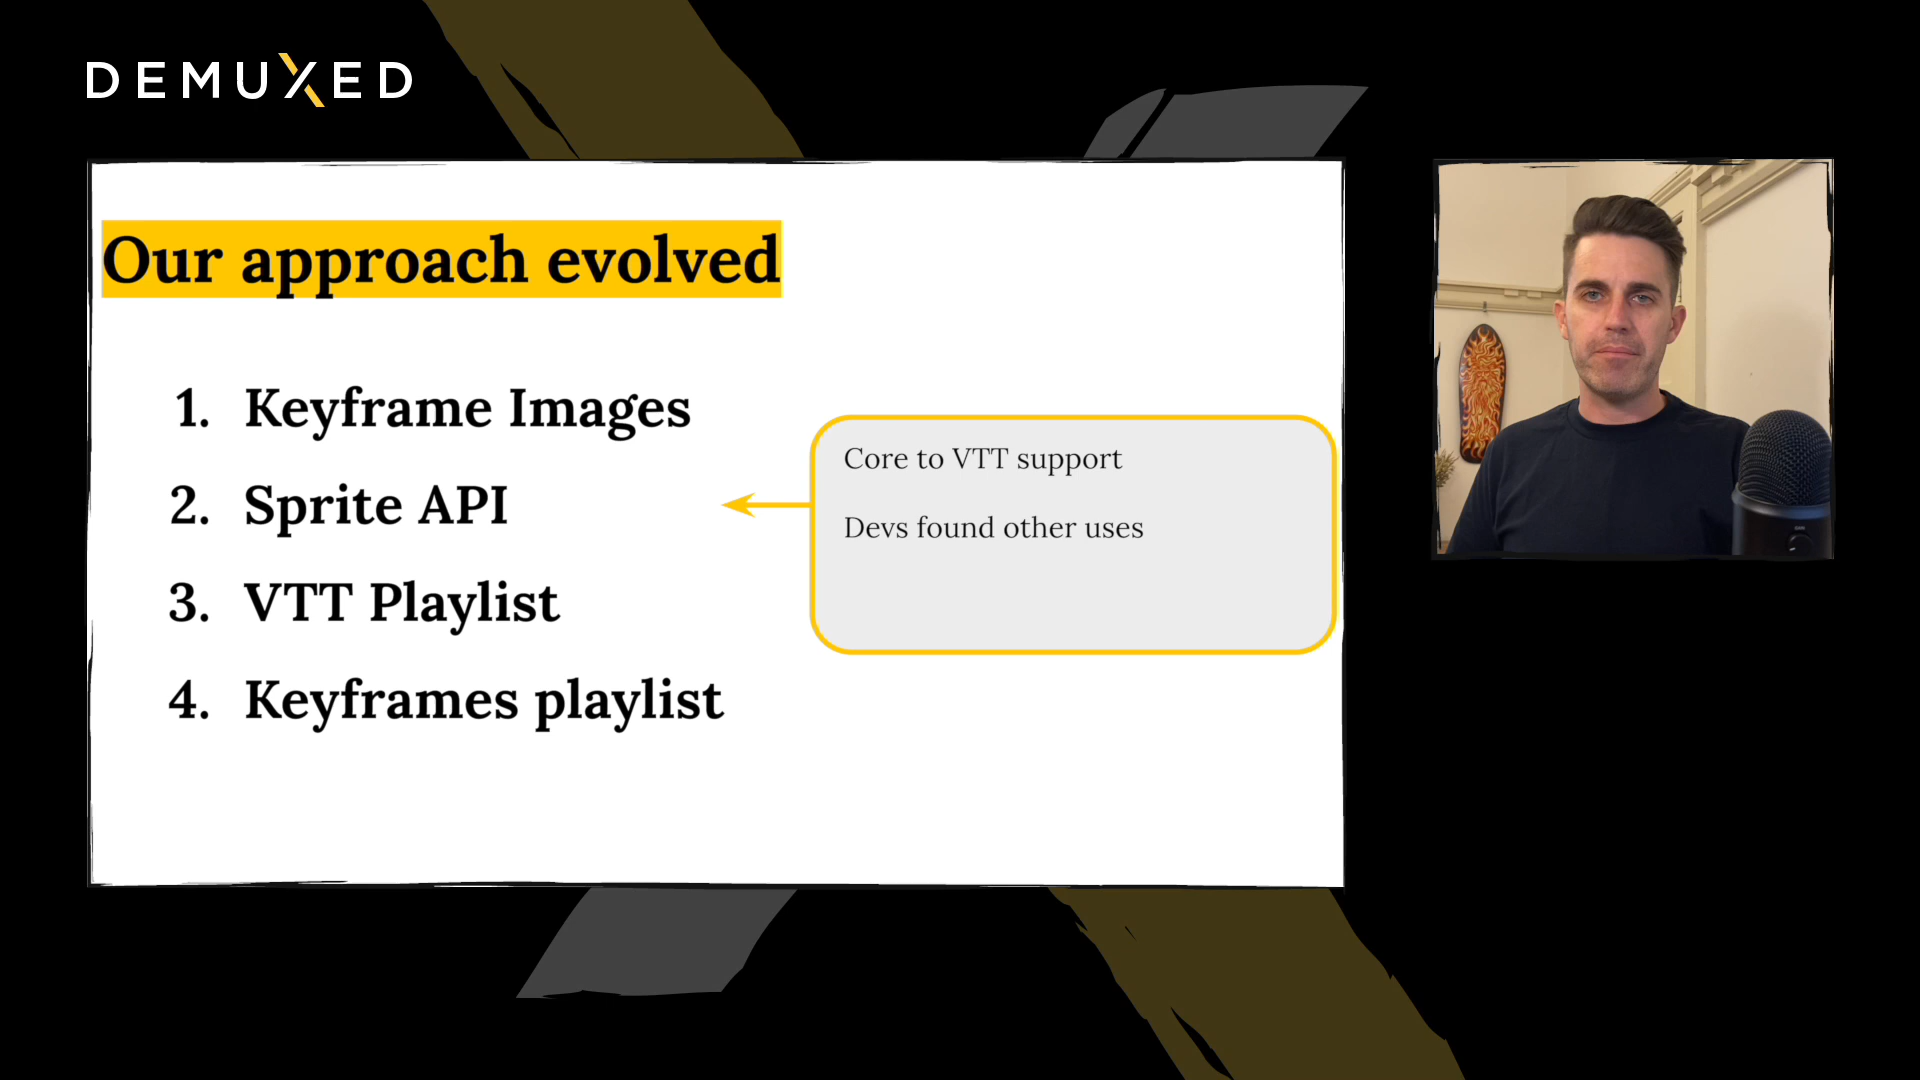 DEMUXED
Our approach evolved
1. Keyframe Images
2. Sprite API
3. VTT Playlist
4. Keyframes playlist
Core to VTT support
Devs found other uses